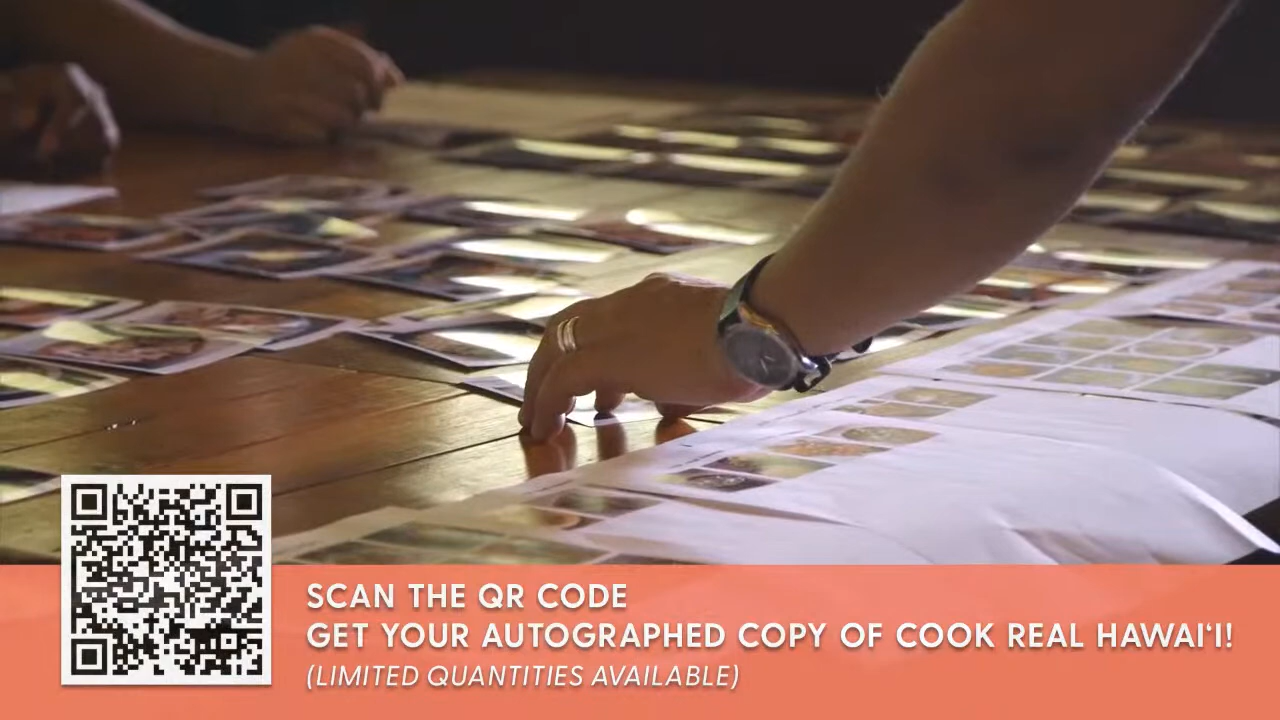 SCAN THE QR CODE
GET YOUR AUTOGRAPHED COPY OF COOK REAL HAWAI‘I!
(LIMITED QUANTITIES AVAILABLE)